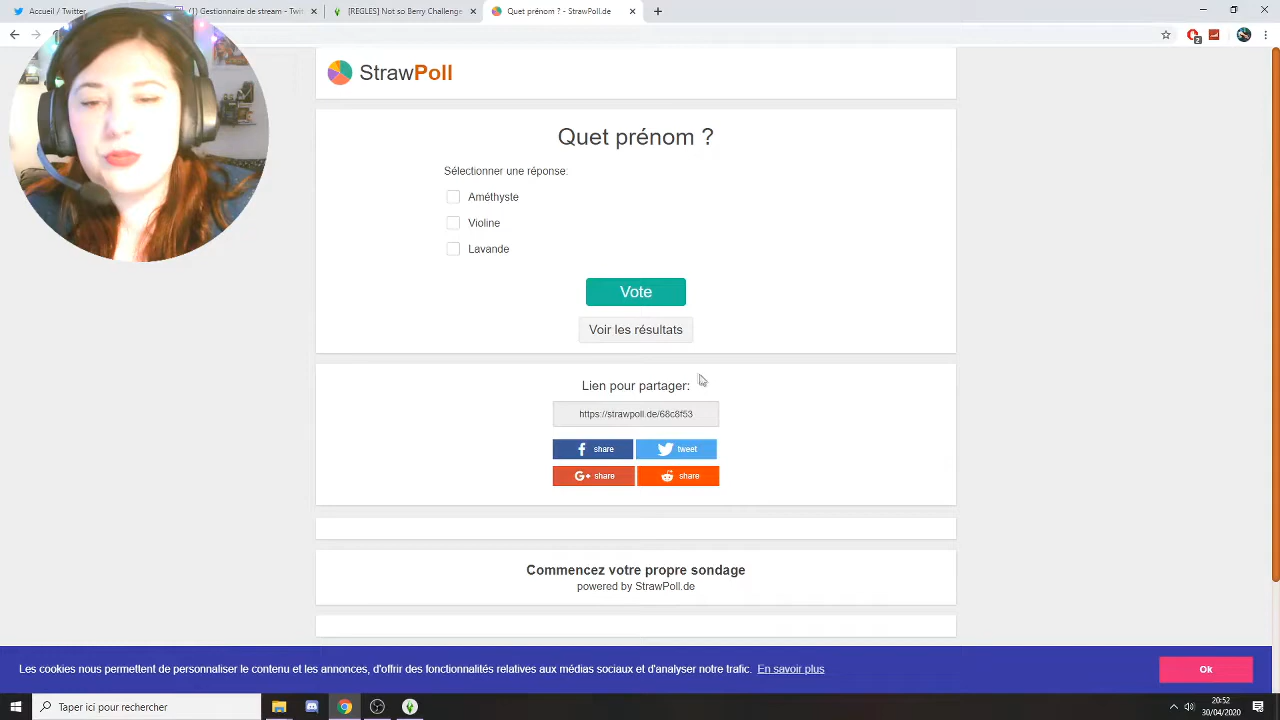 Accueil / Twitter
Gestionnaire de stream - Twi
[REGLES] Not so Berry Challenge
Quet prénom ? - StrawPoll.de
2
StrawPoll
Quet prénom ?
Sélectionner une réponse:
Améthyste
Violine
Lavande
Vote
Voir les résultats
Lien pour partager:
https://strawpoll.de/68c8f53
share
tweet
G+ share
share
Commencez votre propre sondage
powered by StrawPoll.de
Les cookies nous permettent de personnaliser le contenu et les annonces, d'offrir des fonctionnalités relatives aux médias sociaux et d'analyser notre trafic. En savoir plus
Ok
Taper ici pour rechercher
20:52
30/04/2020